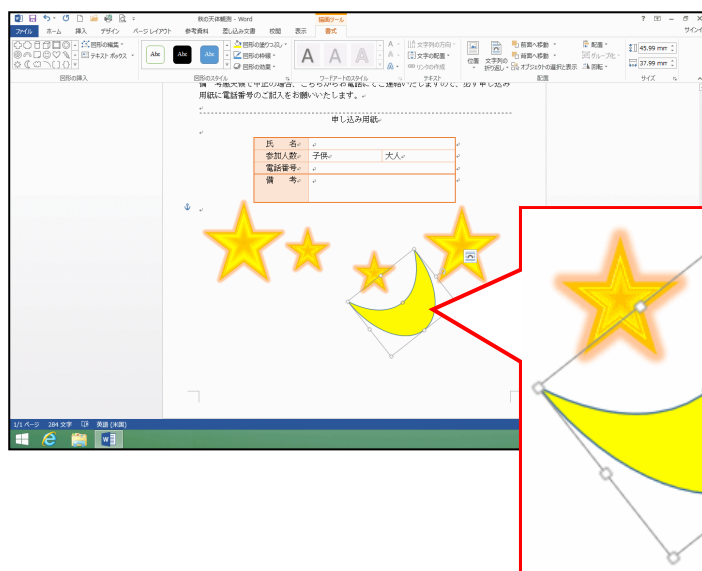 秋の天体観測 - Word
描画ツール
ファイル ホーム 挿入 デザイン ページ レイアウト 参考資料 差し込み文書 校閲 表示 書式 サインイン
図形の編集
テキスト ボックス
図形の挿入
Abc Abc Abc
図形の塗りつぶし
図形の枠線
図形の効果
図形のスタイル
A A A
ワードアートのスタイル
文字列の方向
文字の配置
リンクの作成
テキスト
位置 文字列の折り返し
前面へ移動
背面へ移動
オブジェクトの選択と表示
配置
グループ化
回転
配置
45.99 mm
37.99 mm
サイズ
用紙に電話番号のご記入をお願いいたします。
申し込み用紙
氏 名
参加人数 子供 大人
電話番号
備 考
1/1 ページ 284 文字 英語 (米国)